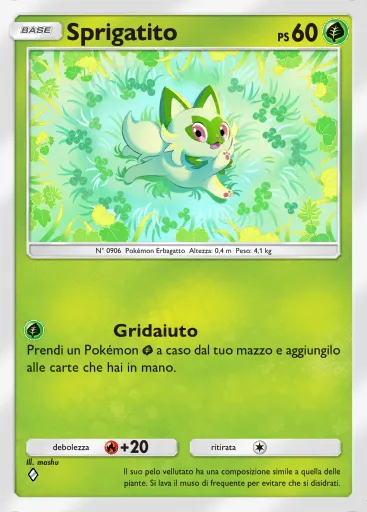 BASE
Sprigatito
PS 60
N° 0906 Pokémon Erbagatto Altezza: 0,4 m Peso: 4,1 kg
Gridaiuto
Prendi un Pokémon a caso dal tuo mazzo e aggiungilo
alle carte che hai in mano.
debolezza +20
ritirata
Ill. mashu
Il suo pelo vellutato ha una composizione simile a quella delle
piante. Si lava il muso di frequente per evitare che si disidrati.